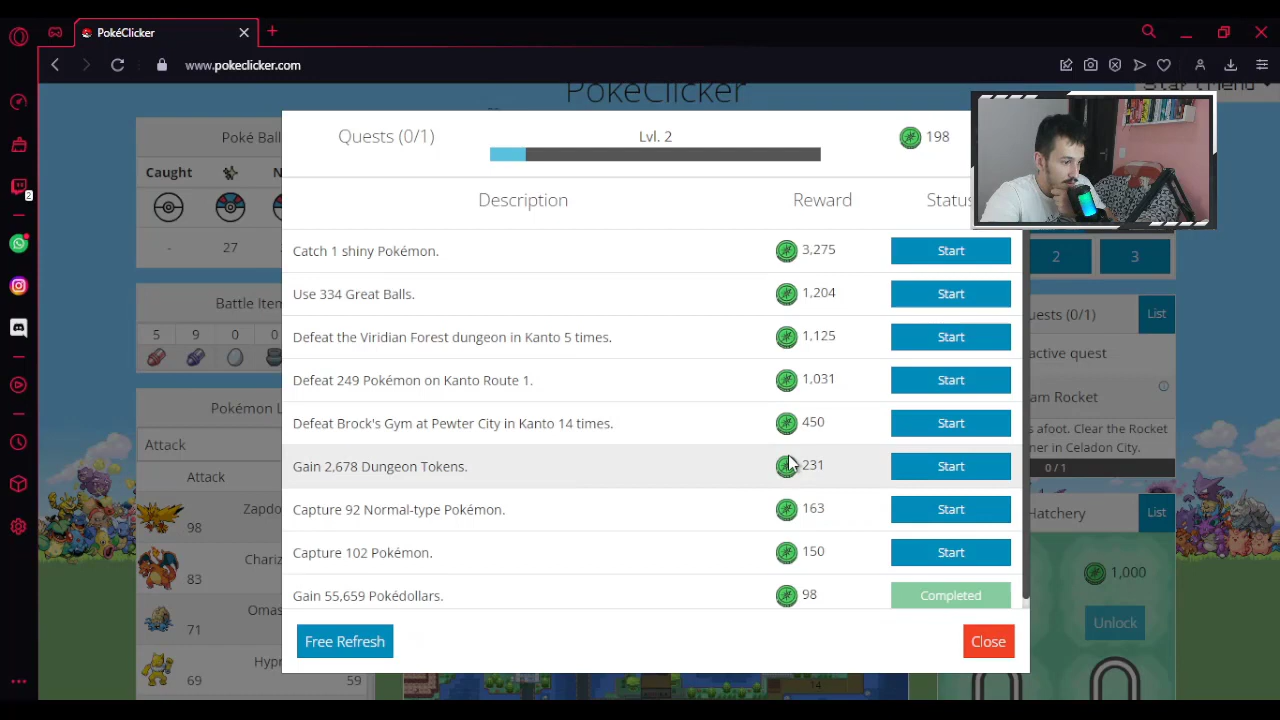 PokéClicker
www.pokeclicker.com
2
PokéClicker
Start Menu
Poké Ball
Caught
-
27
Battle Item
5 9 0 0
Pokémon L
Attack
Attack
Zapdo
98
Chariz
83
Omas
71
Hypn
69
59
Quests (0/1)
Lvl. 2
198
Description Reward Status
Catch 1 shiny Pokémon. 3,275 Start
Use 334 Great Balls. 1,204 Start
Defeat the Viridian Forest dungeon in Kanto 5 times. 1,125 Start
Defeat 249 Pokémon on Kanto Route 1. 1,031 Start
Defeat Brock's Gym at Pewter City in Kanto 14 times. 450 Start
Gain 2,678 Dungeon Tokens. 231 Start
Capture 92 Normal-type Pokémon. 163 Start
Capture 102 Pokémon. 150 Start
Gain 55,659 Pokédollars. 98 Completed
Free Refresh
Close
14
2 3
uests (0/1) List
active quest
am Rocket
s afoot. Clear the Rocket
ner in Celadon City.
0 / 1
Hatchery List
1,000
Unlock